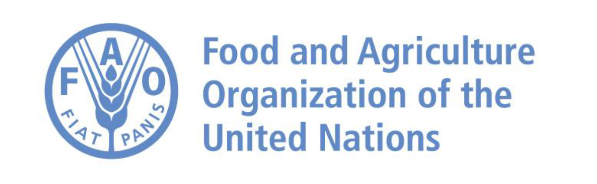 F A O
FIAT PANIS
Food and Agriculture
Organization of the
United Nations